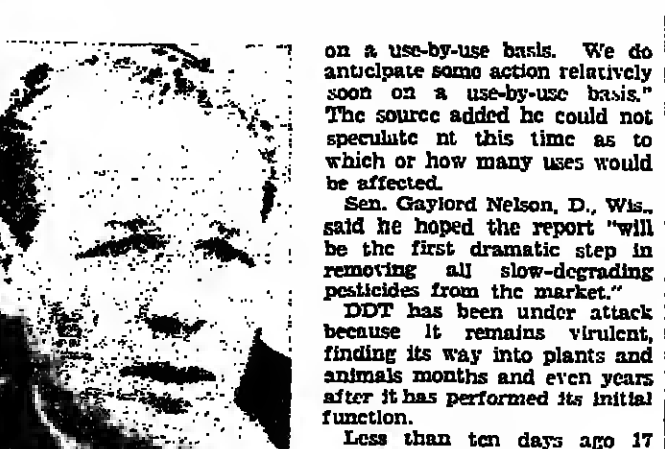 on a use-by-use basis. We do
anticipate some action relatively
soon on a use-by-use basis."
The source added he could not
speculate at this time as to
which or how many uses would
be affected.
Sen. Gaylord Nelson, D., Wis.,
said he hoped the report "will
be the first dramatic step in
removing all slow-degrading
pesticides from the market."
DDT has been under attack
because it remains virulent,
finding its way into plants and
animals months and even years
after it has performed its initial
function.
Less than ten days ago 17